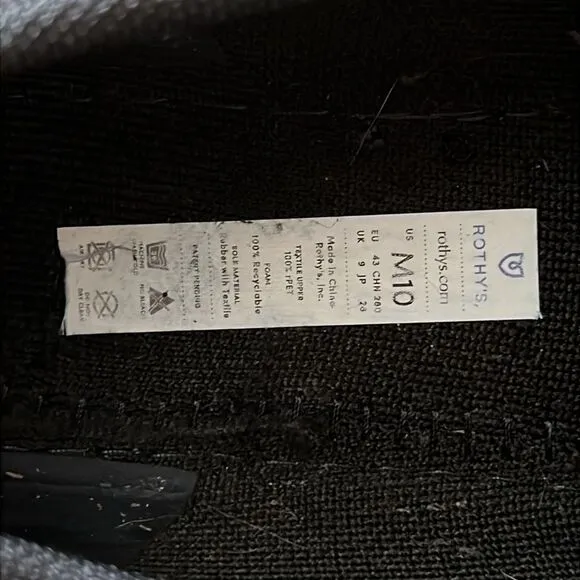 ROTHY'S,
rothys.com
US M10
EU 43 CHN 280
UK 9 JP 28
Made in China
Rothy's, Inc.
TEXTILE UPPER
100% rPET
FOAM
100% Recyclable
SOLE MATERIAL
Rubber with Textile
PATENT PENDING
MACHINE
WASH COLD
NO BLEACH
AIR DRY
DO NOT
DRY CLEAN